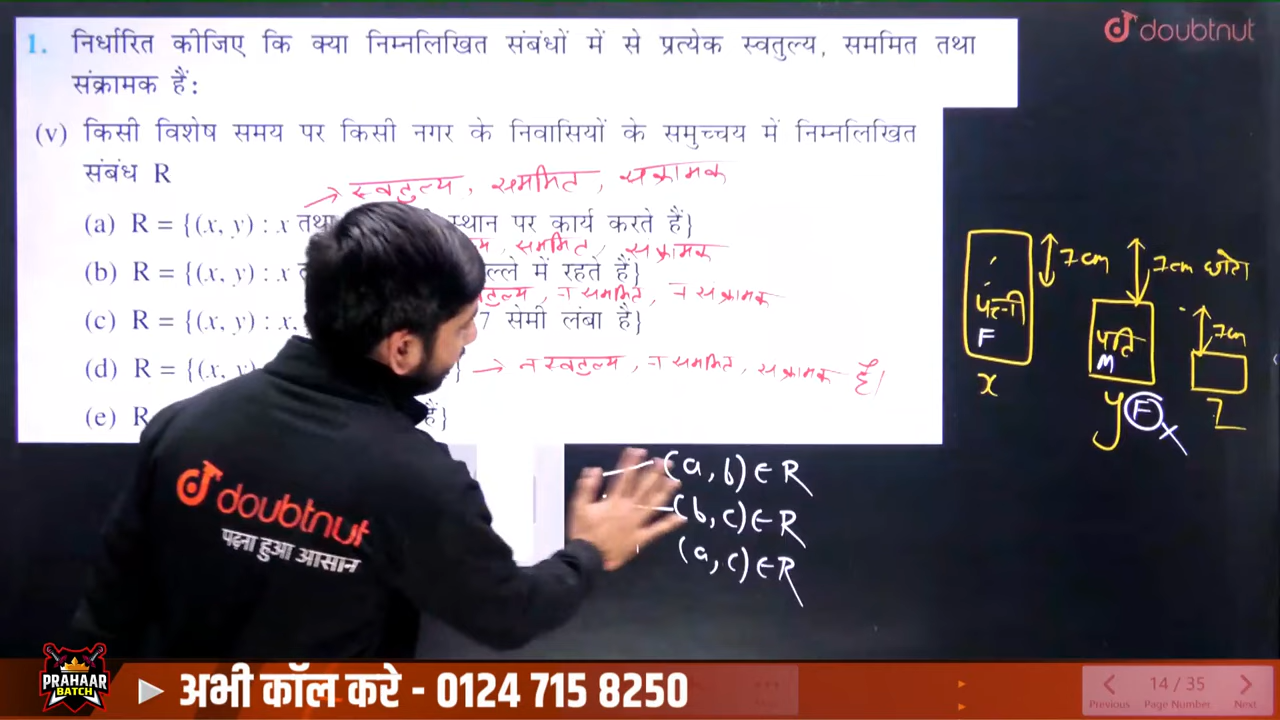 doubtnut
1. निर्धारित कीजिए कि क्या निम्नलिखित संबंधों में से प्रत्येक स्वतुल्य, सममित तथा
संक्रामक हैं:
(v) किसी विशेष समय पर किसी नगर के निवासियों के समुच्चय में निम्नलिखित
संबंध R
→ स्वतुल्य, सममित, संक्रामक
(a) R = {(x, y) : x तथा स्थान पर कार्य करते हैं}
सममित, संक्रामक
(b) R = {(x, y) : x ल्ले में रहते हैं}
न सममित, न संक्रामक
(c) R = {(x, y) : x, 7 सेमी लंबा है}
(d) R = {(x, y) → न स्वतुल्य, न सममित, संक्रामक है।
(e) R हैं}
7cm
7cm छोटा
7cm
पत्नी
F
पति
M
x
y F x
Z
(a, b) ∈ R
(b, c) ∈ R
(a, c) ∈ R
doubtnut
पढ़ना हुआ आसान
PRAHAAR
BATCH
अभी कॉल करे - 0124 715 8250
14 / 35
Previous Page Number Next